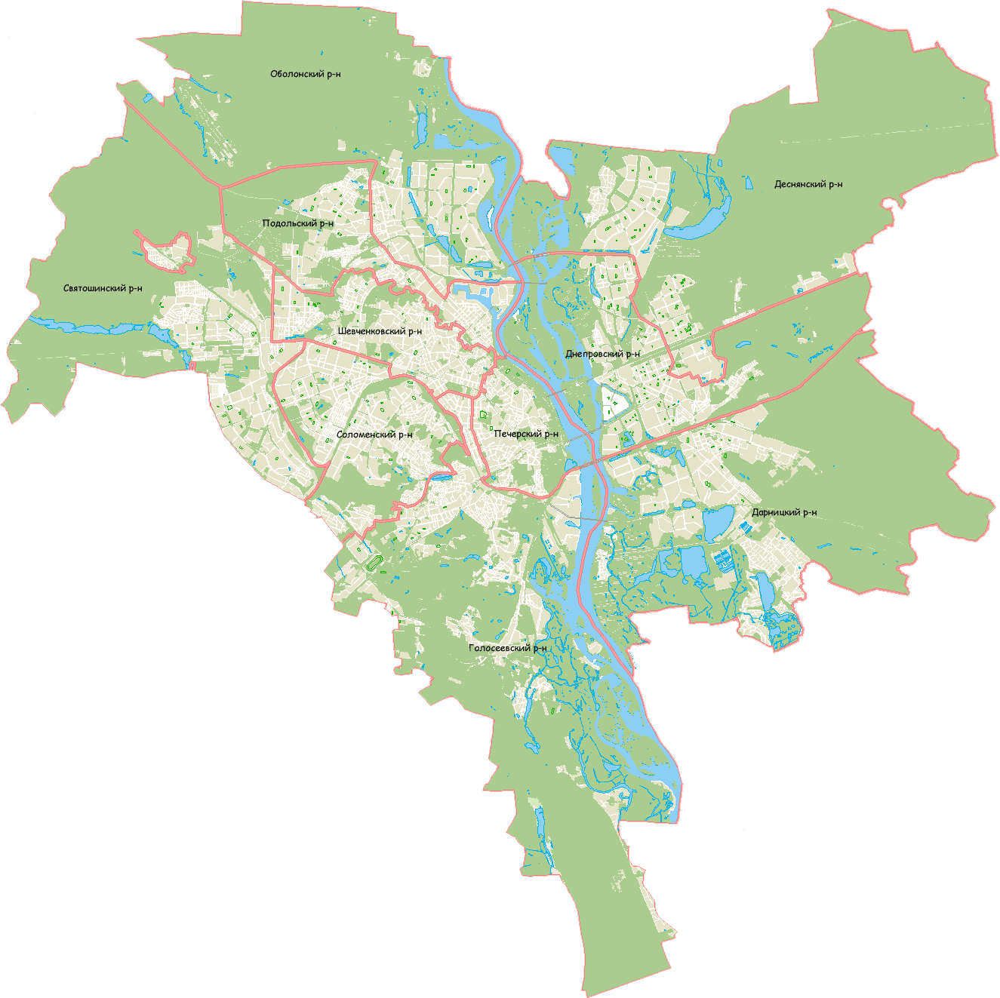 Оболонский р-н
Деснянский р-н
Подольский р-н
Святошинский р-н
Шевченковский р-н
Днепровский р-н
Соломенский р-н
Печерский р-н
Дарницкий р-н
Голосеевский р-н